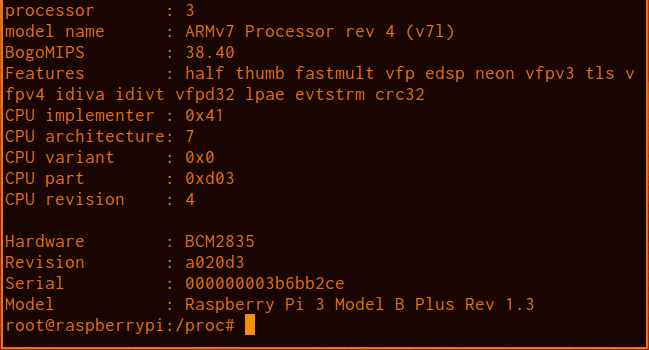 processor       : 3
model name      : ARMv7 Processor rev 4 (v7l)
BogoMIPS        : 38.40
Features        : half thumb fastmult vfp edsp neon vfpv3 tls v
fpv4 idiva idivt vfpd32 lpae evtstrm crc32
CPU implementer : 0x41
CPU architecture: 7
CPU variant     : 0x0
CPU part        : 0xd03
CPU revision    : 4

Hardware        : BCM2835
Revision        : a020d3
Serial          : 000000003b6bb2ce
Model           : Raspberry Pi 3 Model B Plus Rev 1.3
root@raspberrypi:/proc#